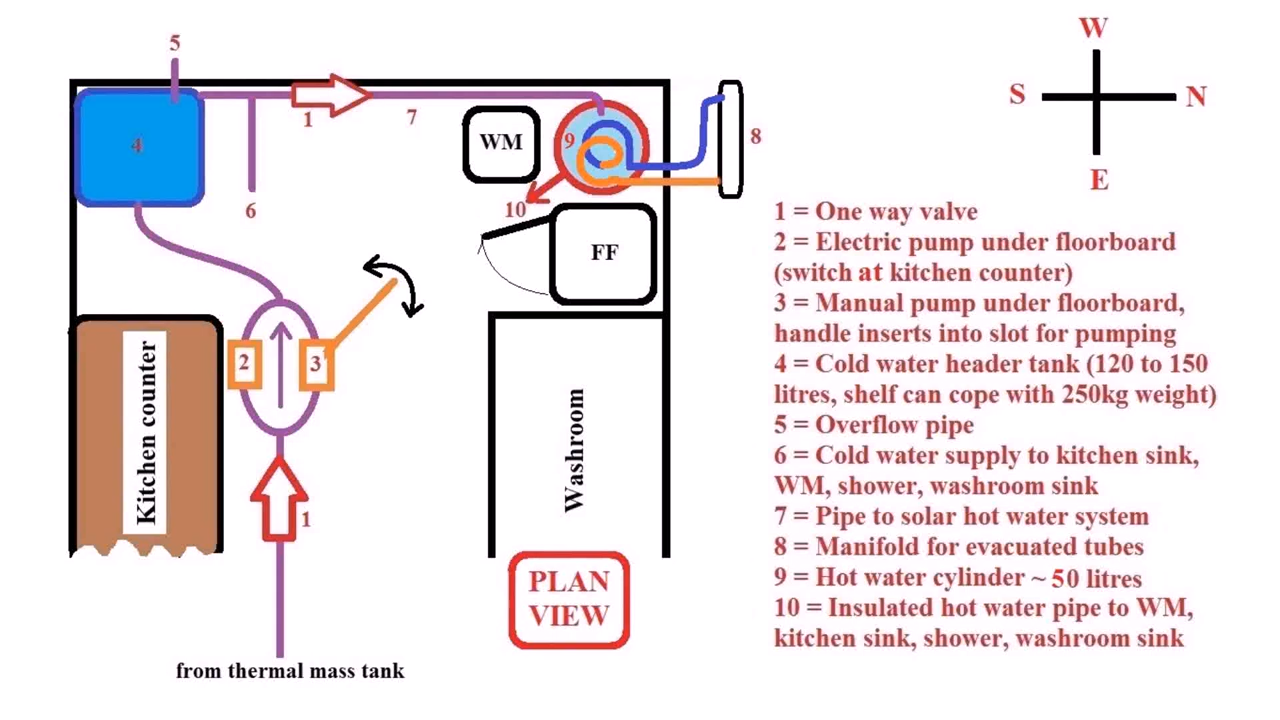 W
5
S
N
4
1
7
WM
9
8
E
6
10
1 = One way valve
2 = Electric pump under floorboard
(switch at kitchen counter)
3 = Manual pump under floorboard,
handle inserts into slot for pumping
4 = Cold water header tank (120 to 150
litres, shelf can cope with 250kg weight)
5 = Overflow pipe
6 = Cold water supply to kitchen sink,
WM, shower, washroom sink
7 = Pipe to solar hot water system
8 = Manifold for evacuated tubes
9 = Hot water cylinder ~ 50 litres
10 = Insulated hot water pipe to WM,
kitchen sink, shower, washroom sink
FF
2
3
Kitchen counter
Washroom
1
PLAN
VIEW
from thermal mass tank